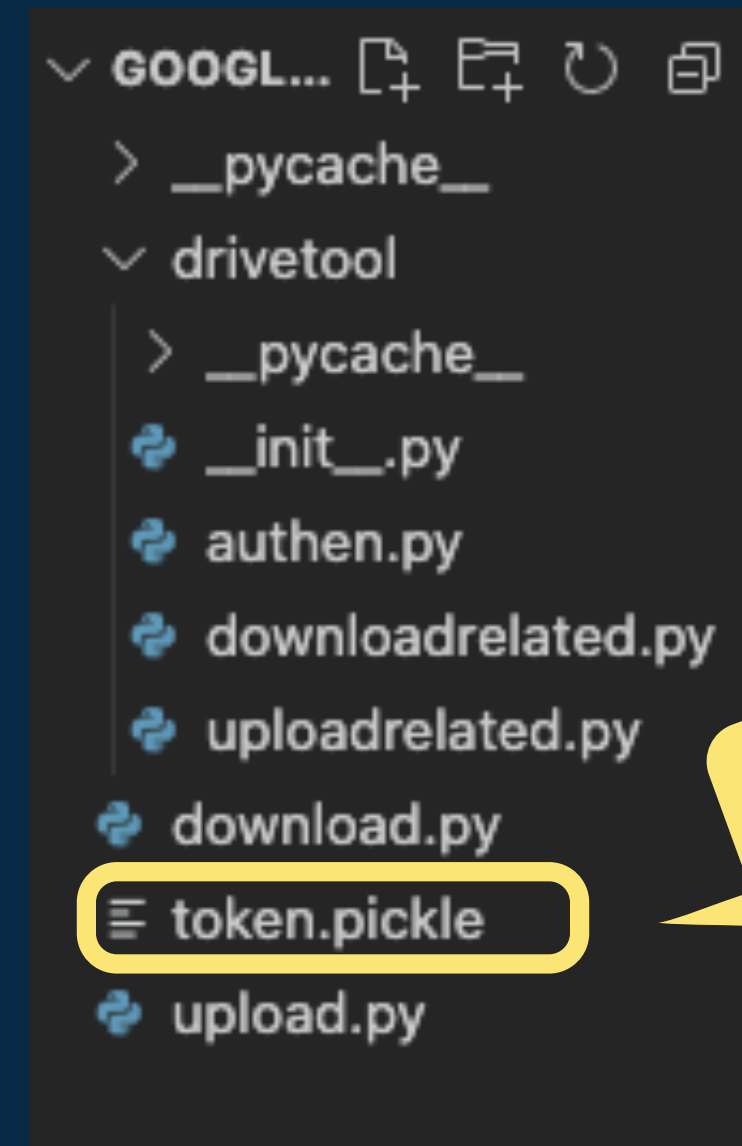 GOOGL...
__pycache__
drivetool
__pycache__
__init__.py
authen.py
downloadrelated.py
uploadrelated.py
download.py
token.pickle
upload.py